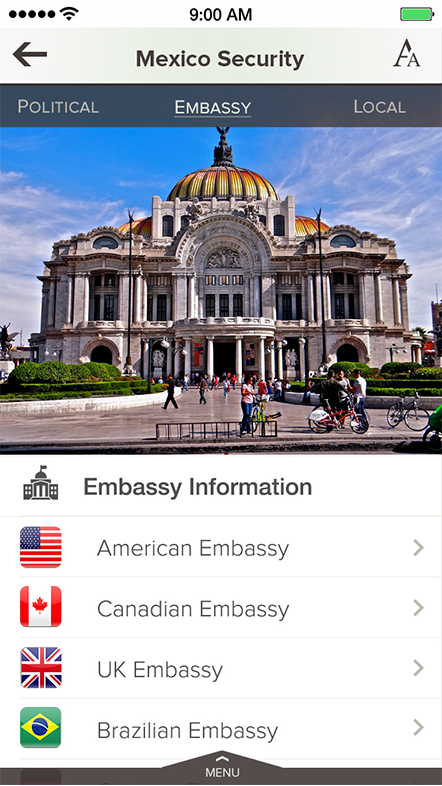 9:00 AM
Mexico Security
AA
POLITICAL EMBASSY LOCAL
Embassy Information
American Embassy
Canadian Embassy
UK Embassy
Brazilian Embassy
MENU